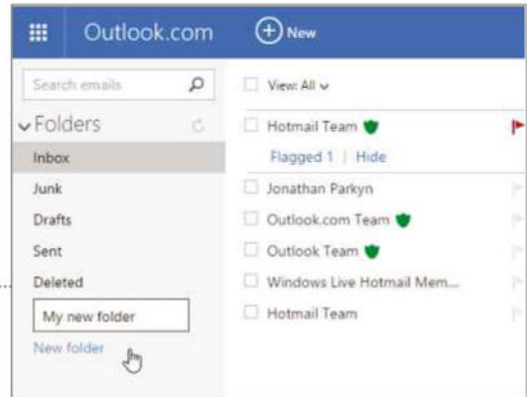 Outlook.com
New
Search emails
Folders
Inbox
Junk
Drafts
Sent
Deleted
My new folder
New folder
View: All
Hotmail Team
Flagged 1 | Hide
Jonathan Parkyn
Outlook.com Team
Outlook Team
Windows Live Hotmail Mem...
Hotmail Team